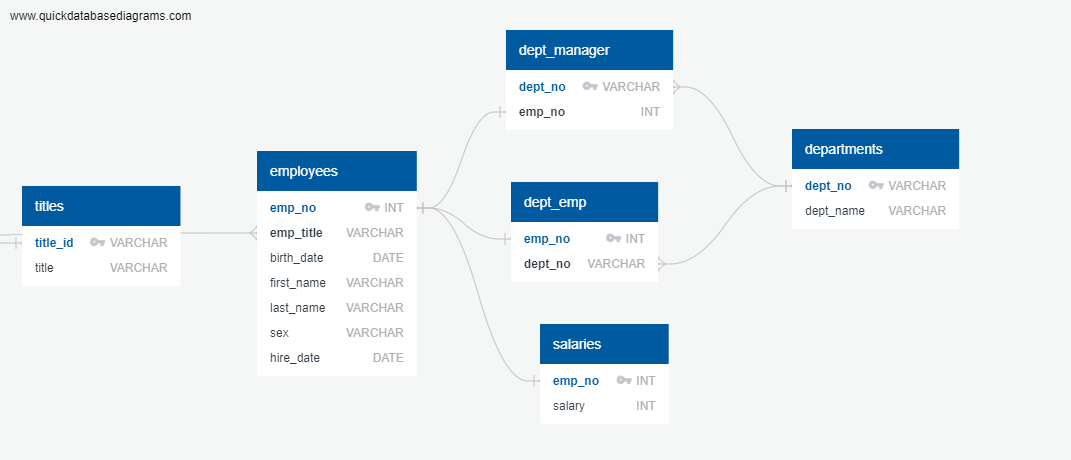 www.quickdatabasediagrams.com
titles
title_id VARCHAR
title VARCHAR
employees
emp_no INT
emp_title VARCHAR
birth_date DATE
first_name VARCHAR
last_name VARCHAR
sex VARCHAR
hire_date DATE
dept_manager
dept_no VARCHAR
emp_no INT
dept_emp
emp_no INT
dept_no VARCHAR
salaries
emp_no INT
salary INT
departments
dept_no VARCHAR
dept_name VARCHAR